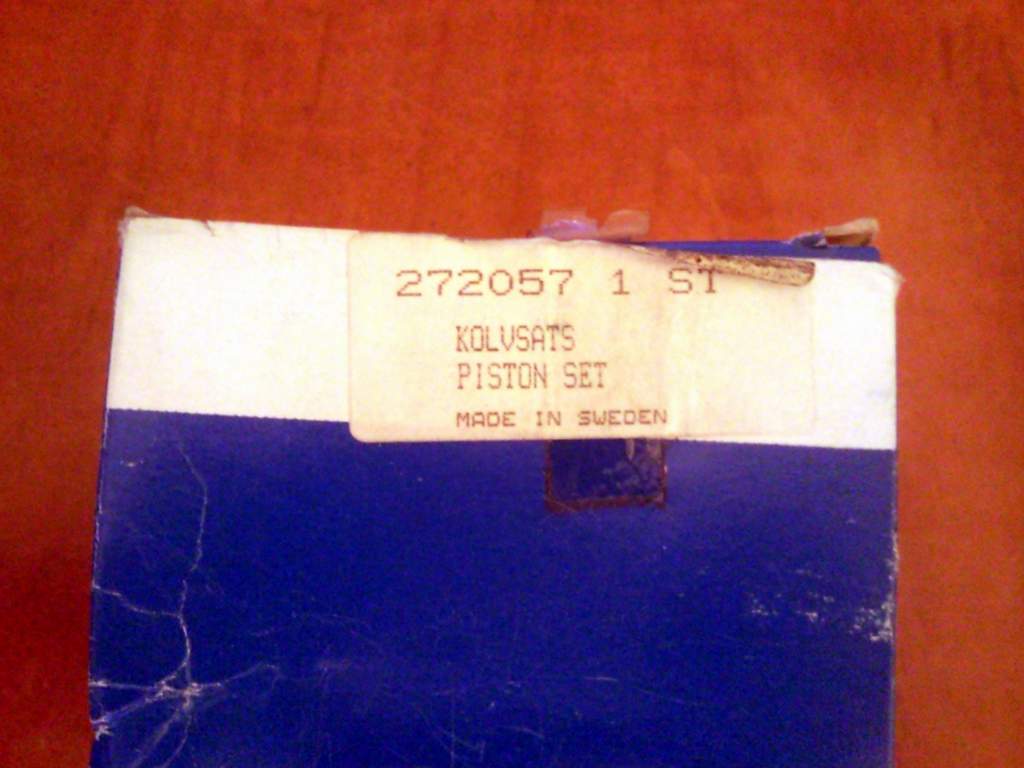 272057 1 ST
KOLVSATS
PISTON SET
MADE IN SWEDEN